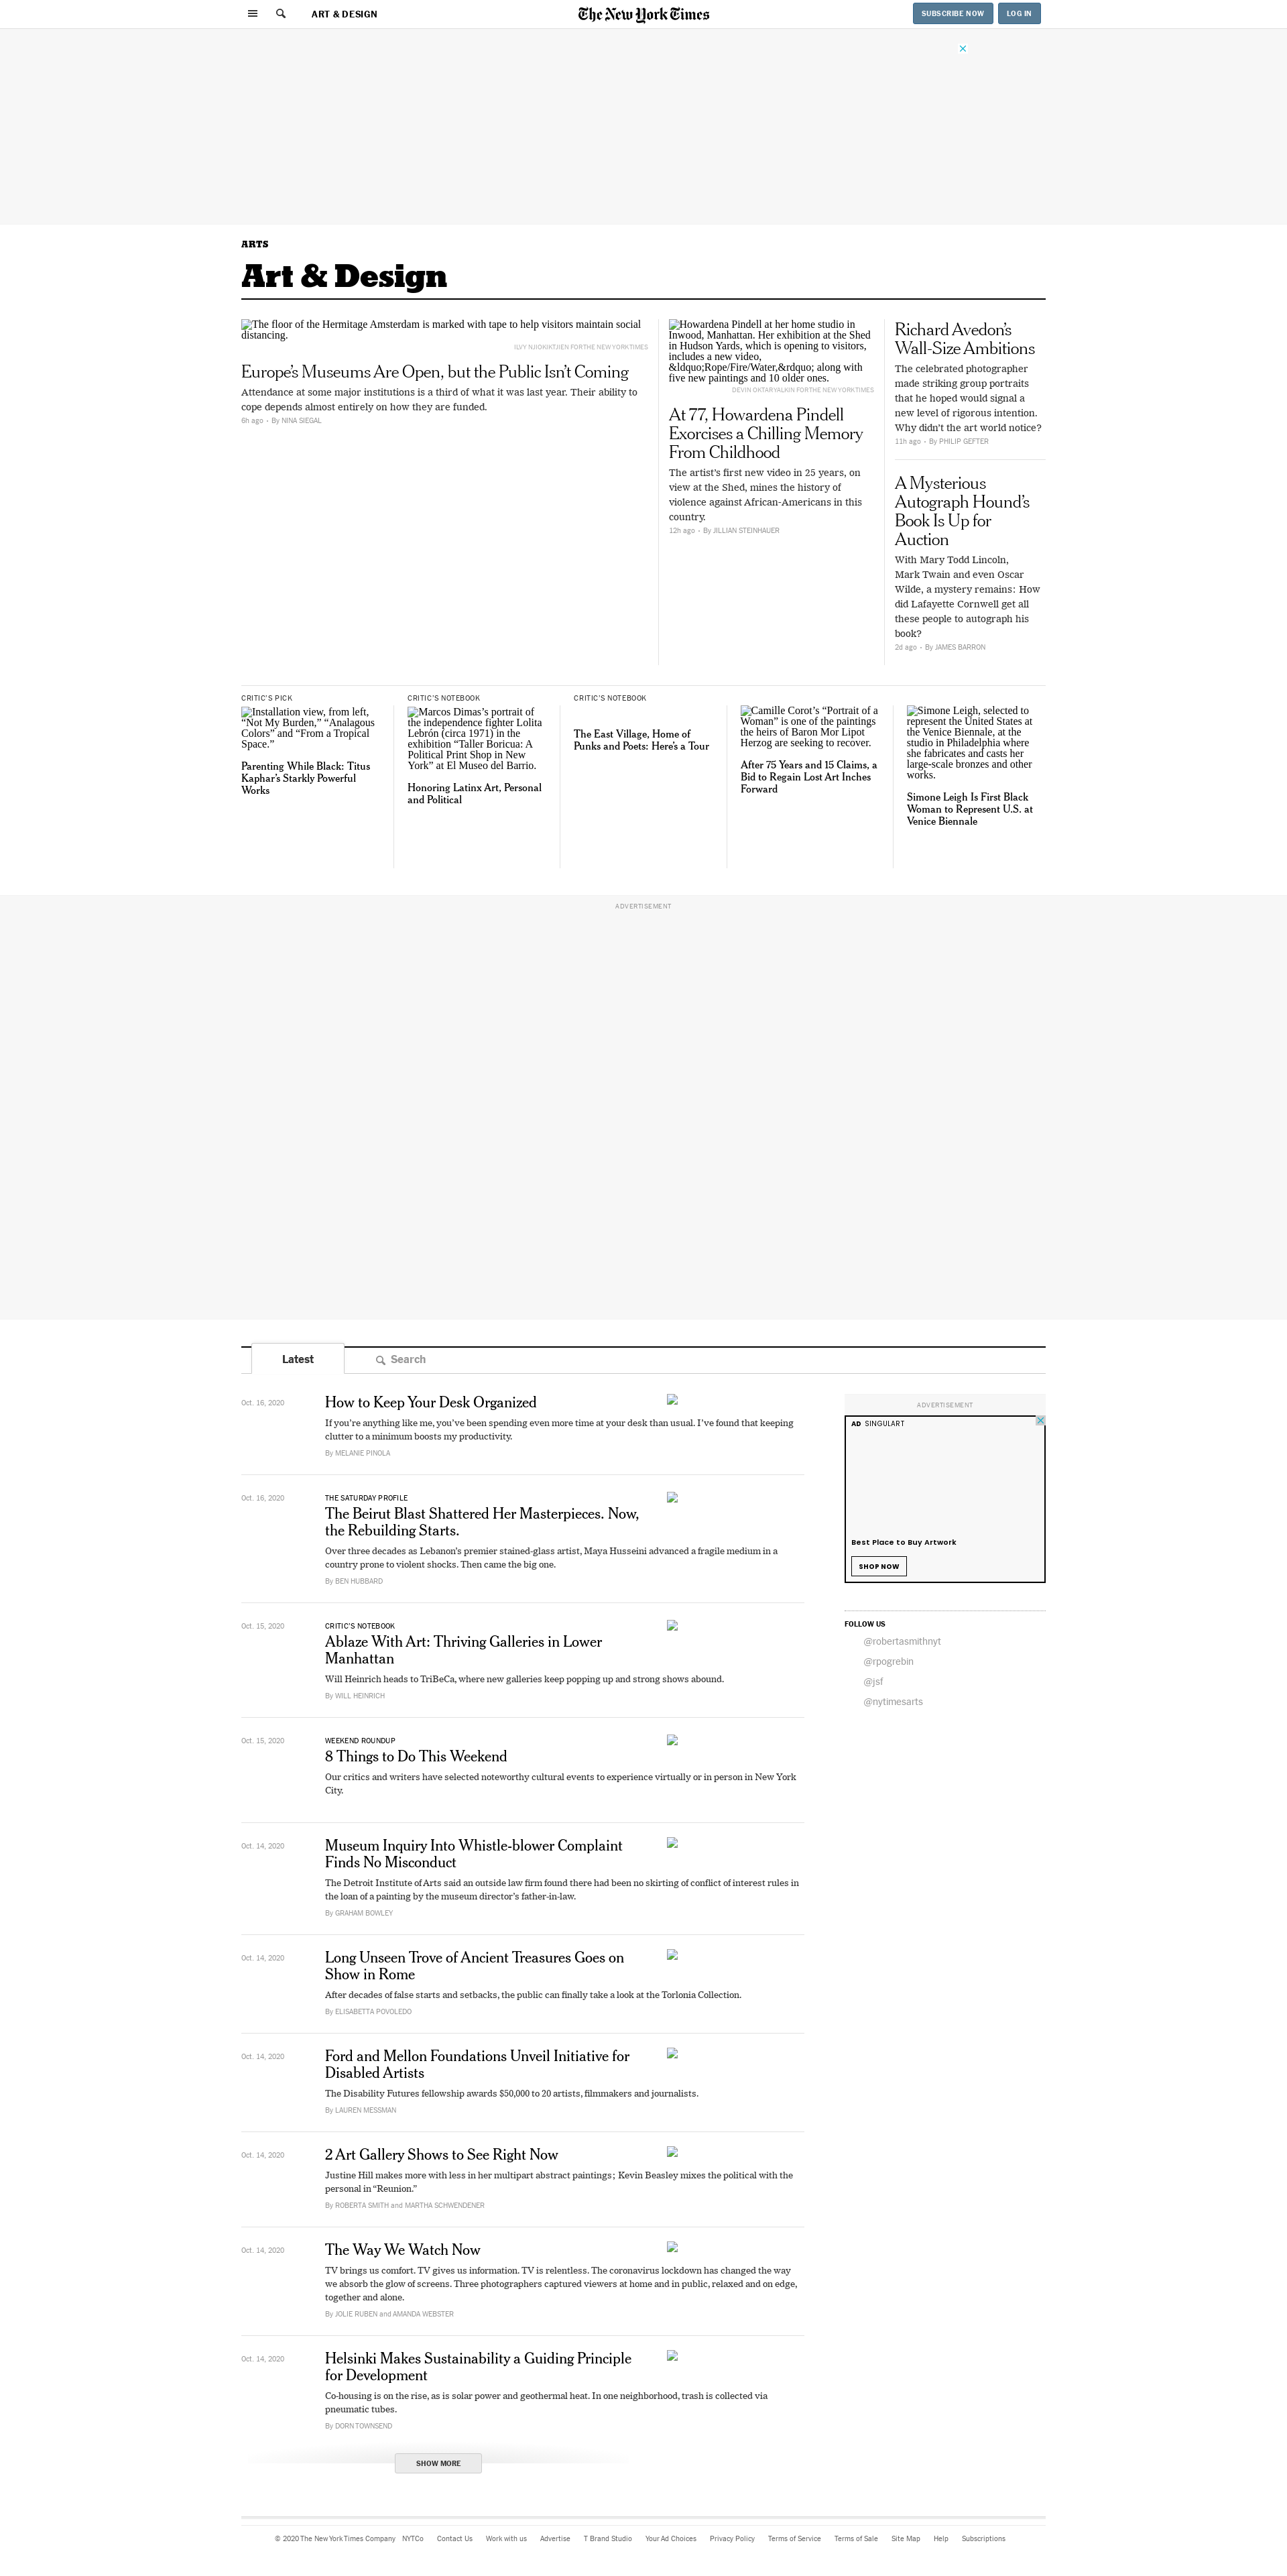 ART & DESIGN
The New York Times
SUBSCRIBE NOW
LOG IN
ARTS
Art & Design
The floor of the Hermitage Amsterdam is marked with tape to help visitors maintain social
distancing.
ILVY NJIOKIKTJIEN FOR THE NEW YORK TIMES
Europe’s Museums Are Open, but the Public Isn’t Coming
Attendance at some major institutions is a third of what it was last year. Their ability to
cope depends almost entirely on how they are funded.
6h ago - By NINA SIEGAL
Howardena Pindell at her home studio in
Inwood, Manhattan. Her exhibition at the Shed
in Hudson Yards, which is opening to visitors,
includes a new video,
&ldquo;Rope/Fire/Water,&rdquo; along with
five new paintings and 10 older ones.
DEVIN OKTAR YALKIN FOR THE NEW YORK TIMES
At 77, Howardena Pindell
Exorcises a Chilling Memory
From Childhood
The artist’s first new video in 25 years, on
view at the Shed, mines the history of
violence against African-Americans in this
country.
12h ago - By JILLIAN STEINHAUER
Richard Avedon’s
Wall-Size Ambitions
The celebrated photographer
made striking group portraits
that he hoped would signal a
new level of rigorous intention.
Why didn’t the art world notice?
11h ago - By PHILIP GEFTER
A Mysterious
Autograph Hound’s
Book Is Up for
Auction
With Mary Todd Lincoln,
Mark Twain and even Oscar
Wilde, a mystery remains: How
did Lafayette Cornwell get all
these people to autograph his
book?
2d ago - By JAMES BARRON
CRITIC’S PICK
Installation view, from left,
“Not My Burden,” “Analagous
Colors” and “From a Tropical
Space.”
Parenting While Black: Titus
Kaphar’s Starkly Powerful
Works
CRITIC’S NOTEBOOK
Marcos Dimas’s portrait of
the independence fighter Lolita
Lebrón (circa 1971) in the
exhibition “Taller Boricua: A
Political Print Shop in New
York” at El Museo del Barrio.
Honoring Latinx Art, Personal
and Political
CRITIC’S NOTEBOOK
The East Village, Home of
Punks and Poets: Here’s a Tour
Camille Corot’s “Portrait of a
Woman” is one of the paintings
the heirs of Baron Mor Lipot
Herzog are seeking to recover.
After 75 Years and 15 Claims, a
Bid to Regain Lost Art Inches
Forward
Simone Leigh, selected to
represent the United States at
the Venice Biennale, at the
studio in Philadelphia where
she fabricates and casts her
large-scale bronzes and other
works.
Simone Leigh Is First Black
Woman to Represent U.S. at
Venice Biennale
ADVERTISEMENT
Latest
Search
Oct. 16, 2020
How to Keep Your Desk Organized
If you’re anything like me, you’ve been spending even more time at your desk than usual. I’ve found that keeping
clutter to a minimum boosts my productivity.
By MELANIE PINOLA
Oct. 16, 2020
THE SATURDAY PROFILE
The Beirut Blast Shattered Her Masterpieces. Now,
the Rebuilding Starts.
Over three decades as Lebanon’s premier stained-glass artist, Maya Husseini advanced a fragile medium in a
country prone to violent shocks. Then came the big one.
By BEN HUBBARD
Oct. 15, 2020
CRITIC’S NOTEBOOK
Ablaze With Art: Thriving Galleries in Lower
Manhattan
Will Heinrich heads to TriBeCa, where new galleries keep popping up and strong shows abound.
By WILL HEINRICH
Oct. 15, 2020
WEEKEND ROUNDUP
8 Things to Do This Weekend
Our critics and writers have selected noteworthy cultural events to experience virtually or in person in New York
City.
Oct. 14, 2020
Museum Inquiry Into Whistle-blower Complaint
Finds No Misconduct
The Detroit Institute of Arts said an outside law firm found there had been no skirting of conflict of interest rules in
the loan of a painting by the museum director’s father-in-law.
By GRAHAM BOWLEY
Oct. 14, 2020
Long Unseen Trove of Ancient Treasures Goes on
Show in Rome
After decades of false starts and setbacks, the public can finally take a look at the Torlonia Collection.
By ELISABETTA POVOLEDO
Oct. 14, 2020
Ford and Mellon Foundations Unveil Initiative for
Disabled Artists
The Disability Futures fellowship awards $50,000 to 20 artists, filmmakers and journalists.
By LAUREN MESSMAN
Oct. 14, 2020
2 Art Gallery Shows to See Right Now
Justine Hill makes more with less in her multipart abstract paintings; Kevin Beasley mixes the political with the
personal in “Reunion.”
By ROBERTA SMITH and MARTHA SCHWENDENER
Oct. 14, 2020
The Way We Watch Now
TV brings us comfort. TV gives us information. TV is relentless. The coronavirus lockdown has changed the way
we absorb the glow of screens. Three photographers captured viewers at home and in public, relaxed and on edge,
together and alone.
By JOLIE RUBEN and AMANDA WEBSTER
Oct. 14, 2020
Helsinki Makes Sustainability a Guiding Principle
for Development
Co-housing is on the rise, as is solar power and geothermal heat. In one neighborhood, trash is collected via
pneumatic tubes.
By DORN TOWNSEND
SHOW MORE
ADVERTISEMENT
AD SINGULART
Best Place to Buy Artwork
SHOP NOW
FOLLOW US
@robertasmithnyt
@rpogrebin
@jsf
@nytimesarts
© 2020 The New York Times Company NYTCo Contact Us Work with us Advertise T Brand Studio Your Ad Choices Privacy Policy Terms of Service Terms of Sale Site Map Help Subscriptions